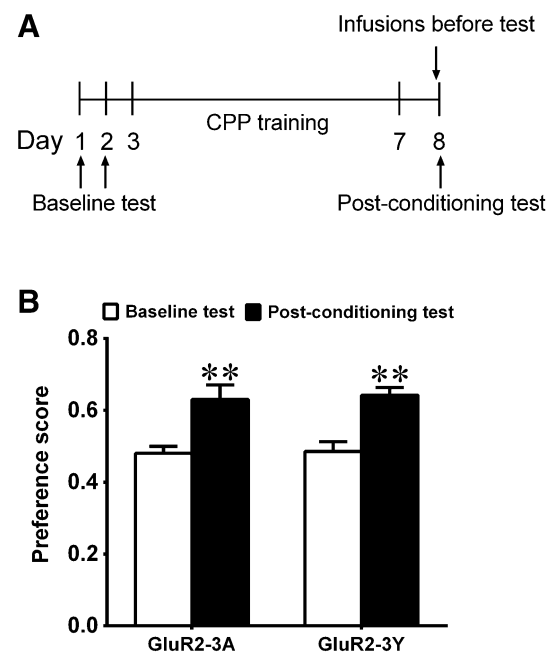 A
Infusions before test
CPP training
Day 1 2 3 7 8
Baseline test Post-conditioning test
B
Baseline test Post-conditioning test
Preference score
0.8
0.6
0.4
0.2
0.0
** **
GluR2-3A GluR2-3Y